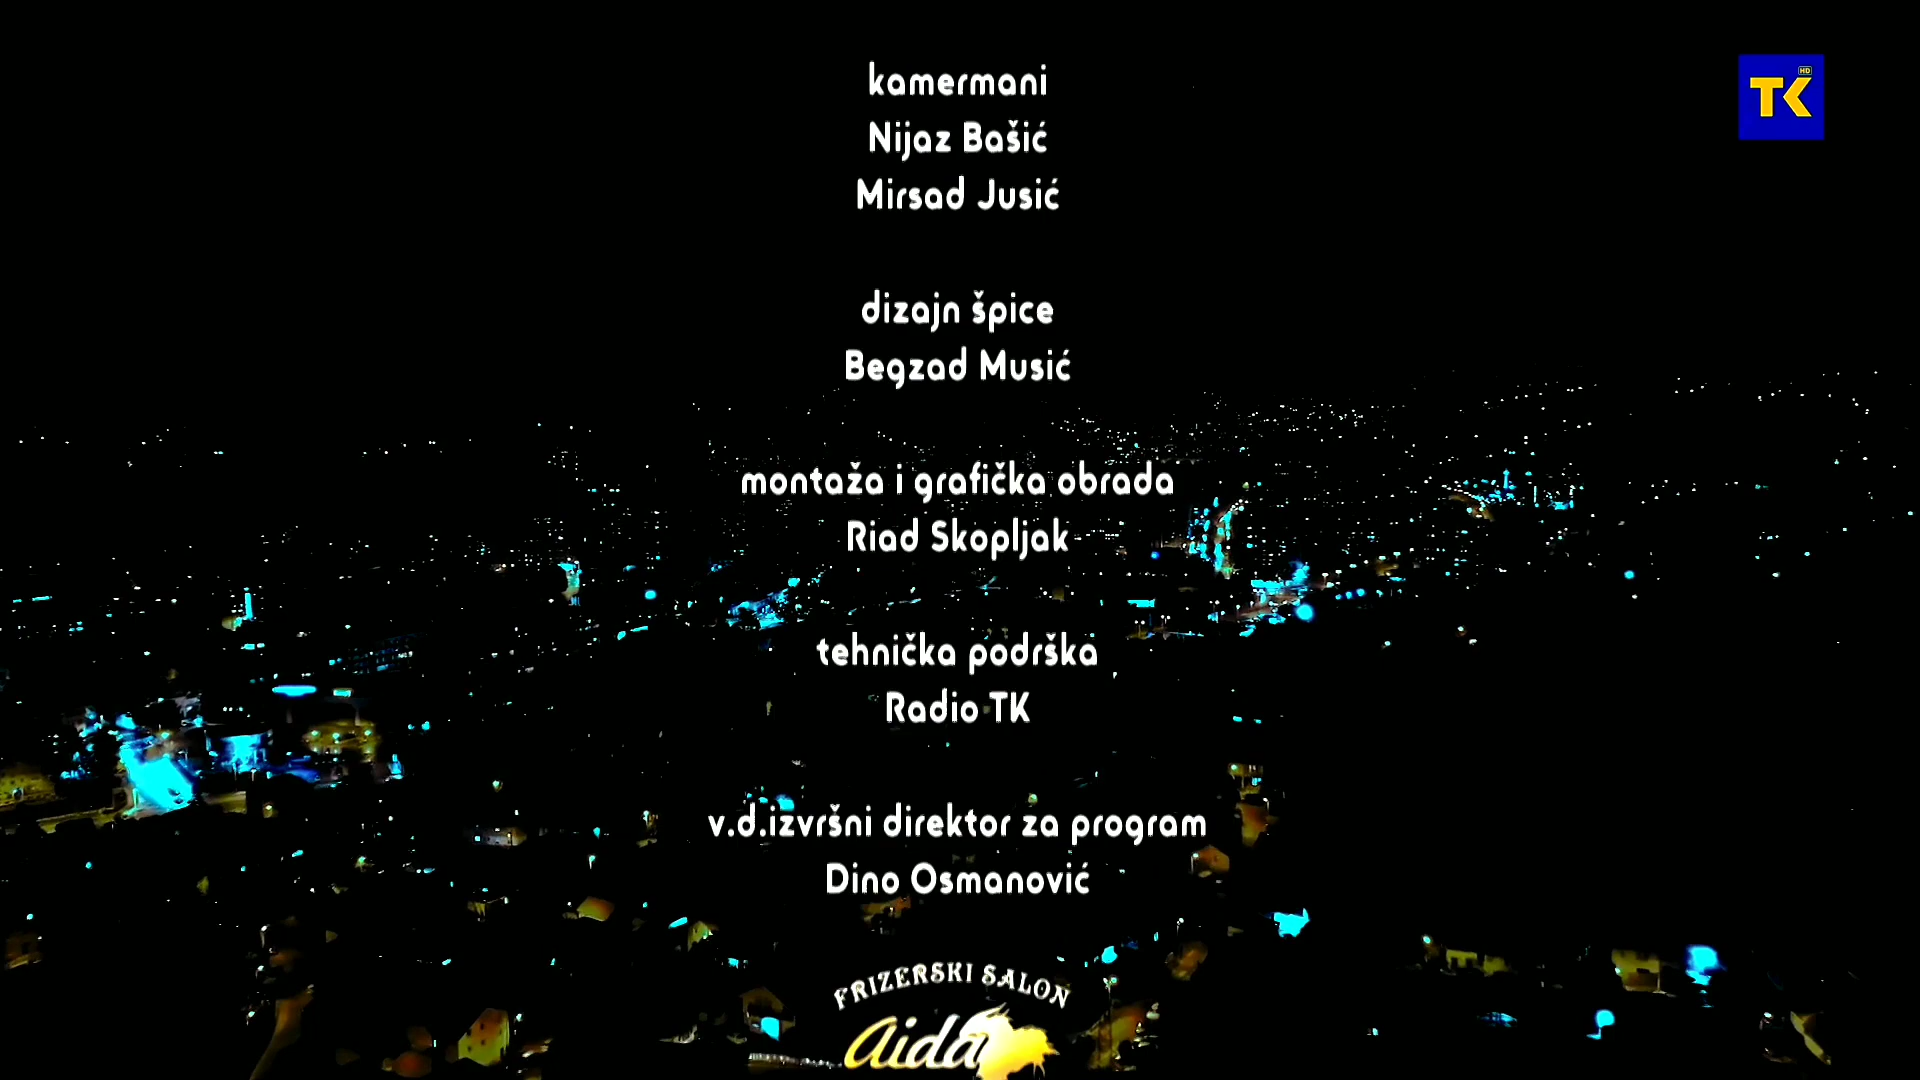 kamermani
Nijaz Bašić
Mirsad Jusić
TK HD
dizajn špice
Begzad Musić
montaža i grafička obrada
Riad Skopljak
tehnička podrška
Radio TK
v.d.izvršni direktor za program
Dino Osmanović
FRIZERSKI SALON
Aida